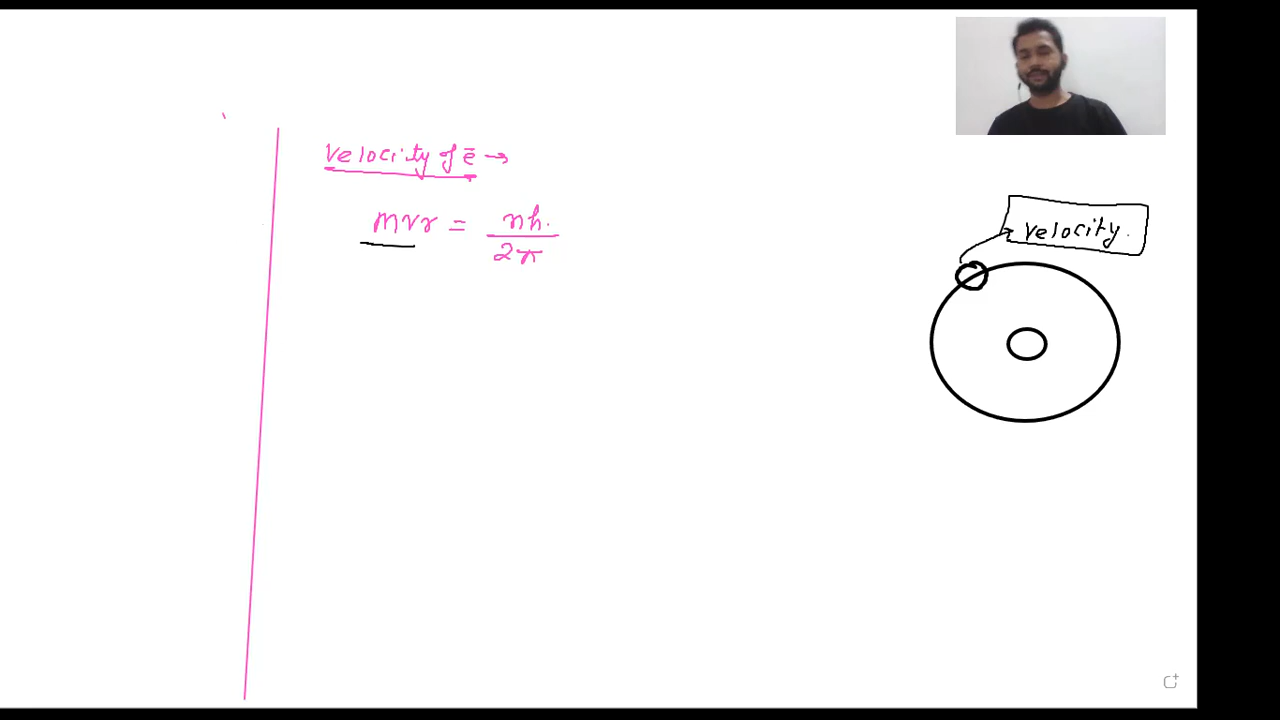 Velocity of ē →
mvr = nh.
2π
velocity.